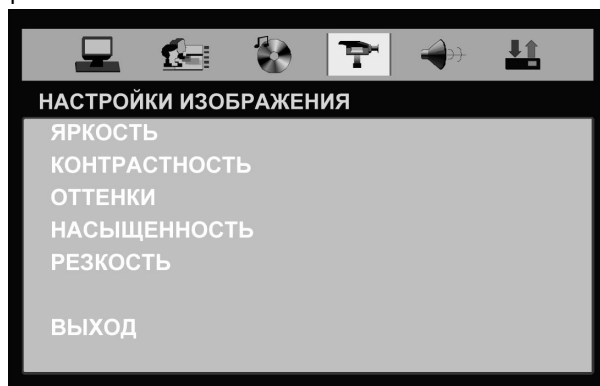 НАСТРОЙКИ ИЗОБРАЖЕНИЯ
ЯРКОСТЬ
КОНТРАСТНОСТЬ
ОТТЕНКИ
НАСЫЩЕННОСТЬ
РЕЗКОСТЬ
ВЫХОД